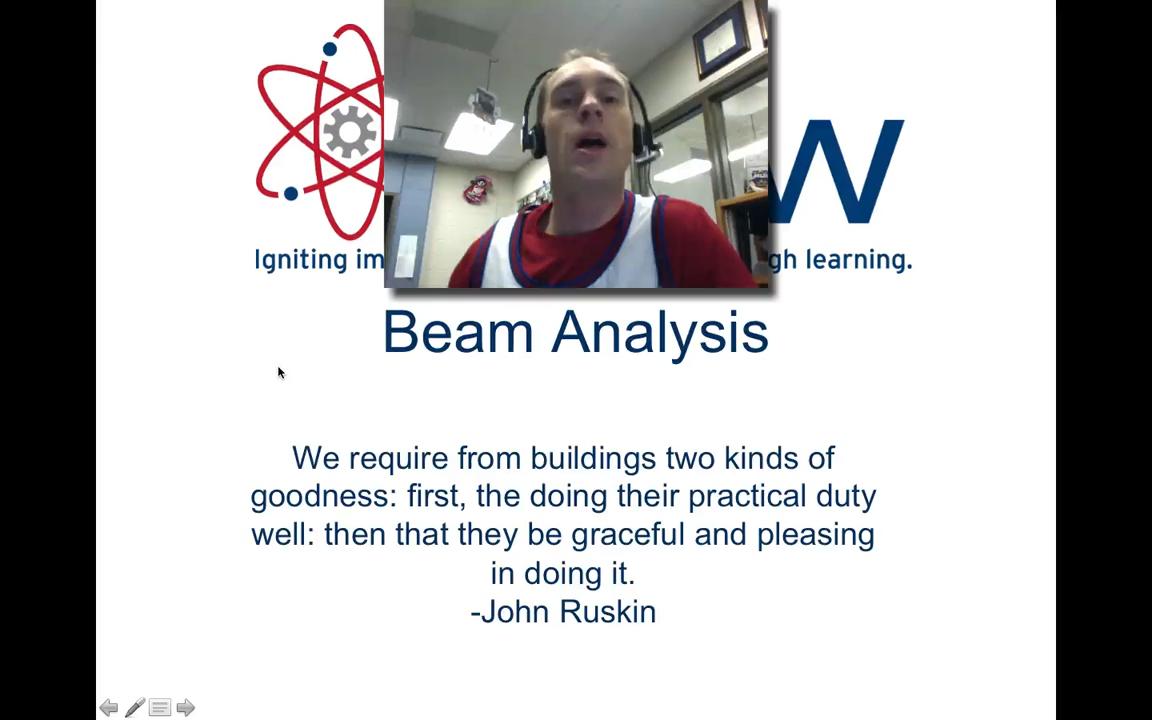 W
Igniting im
gh learning.
Beam Analysis
We require from buildings two kinds of
goodness: first, the doing their practical duty
well: then that they be graceful and pleasing
in doing it.
-John Ruskin